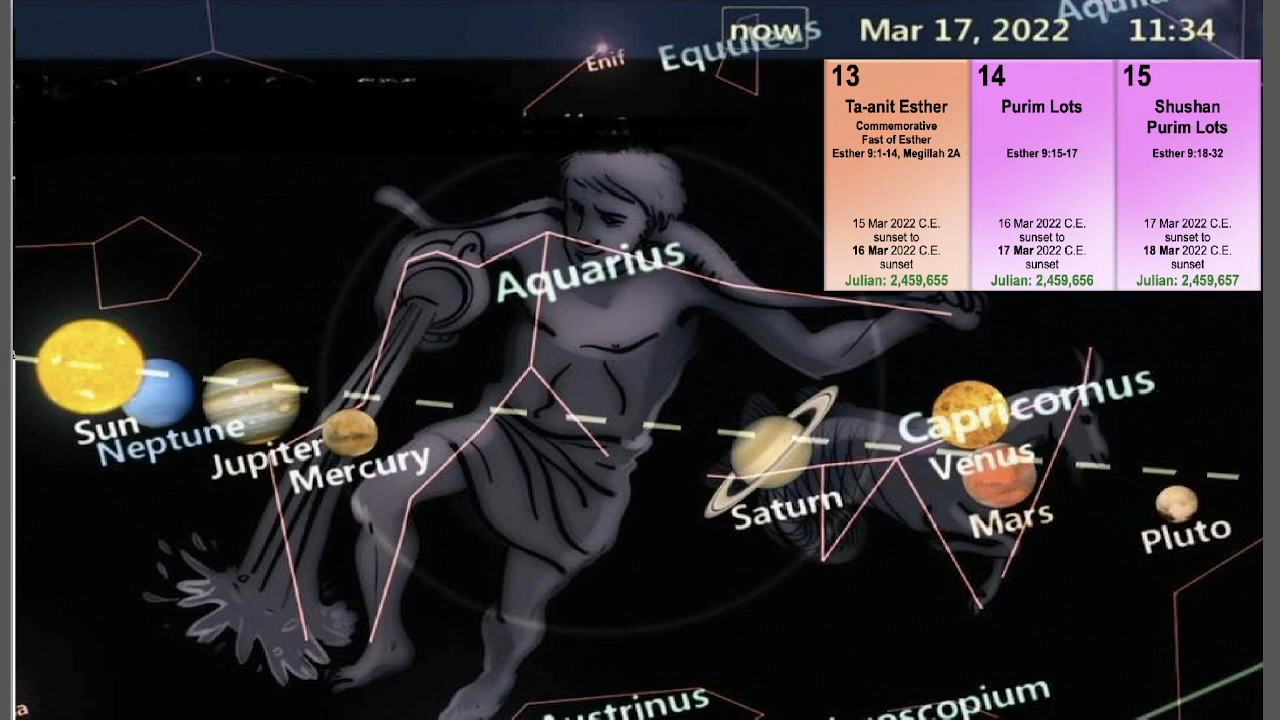 Aquila
now Mar 17, 2022 11:34
Equuleus
Enif
13
Ta-anit Esther
Commemorative
Fast of Esther
Esther 9:1-14, Megillah 2A
15 Mar 2022 C.E.
sunset to
16 Mar 2022 C.E.
sunset
Julian: 2,459,655
14
Purim Lots
Esther 9:15-17
16 Mar 2022 C.E.
sunset to
17 Mar 2022 C.E.
sunset
Julian: 2,459,656
15
Shushan
Purim Lots
Esther 9:18-32
17 Mar 2022 C.E.
sunset to
18 Mar 2022 C.E.
sunset
Julian: 2,459,657
Aquarius
Capricornus
Sun
Neptune
Jupiter
Mercury
Saturn
Venus
Mars
Pluto
Austrinus